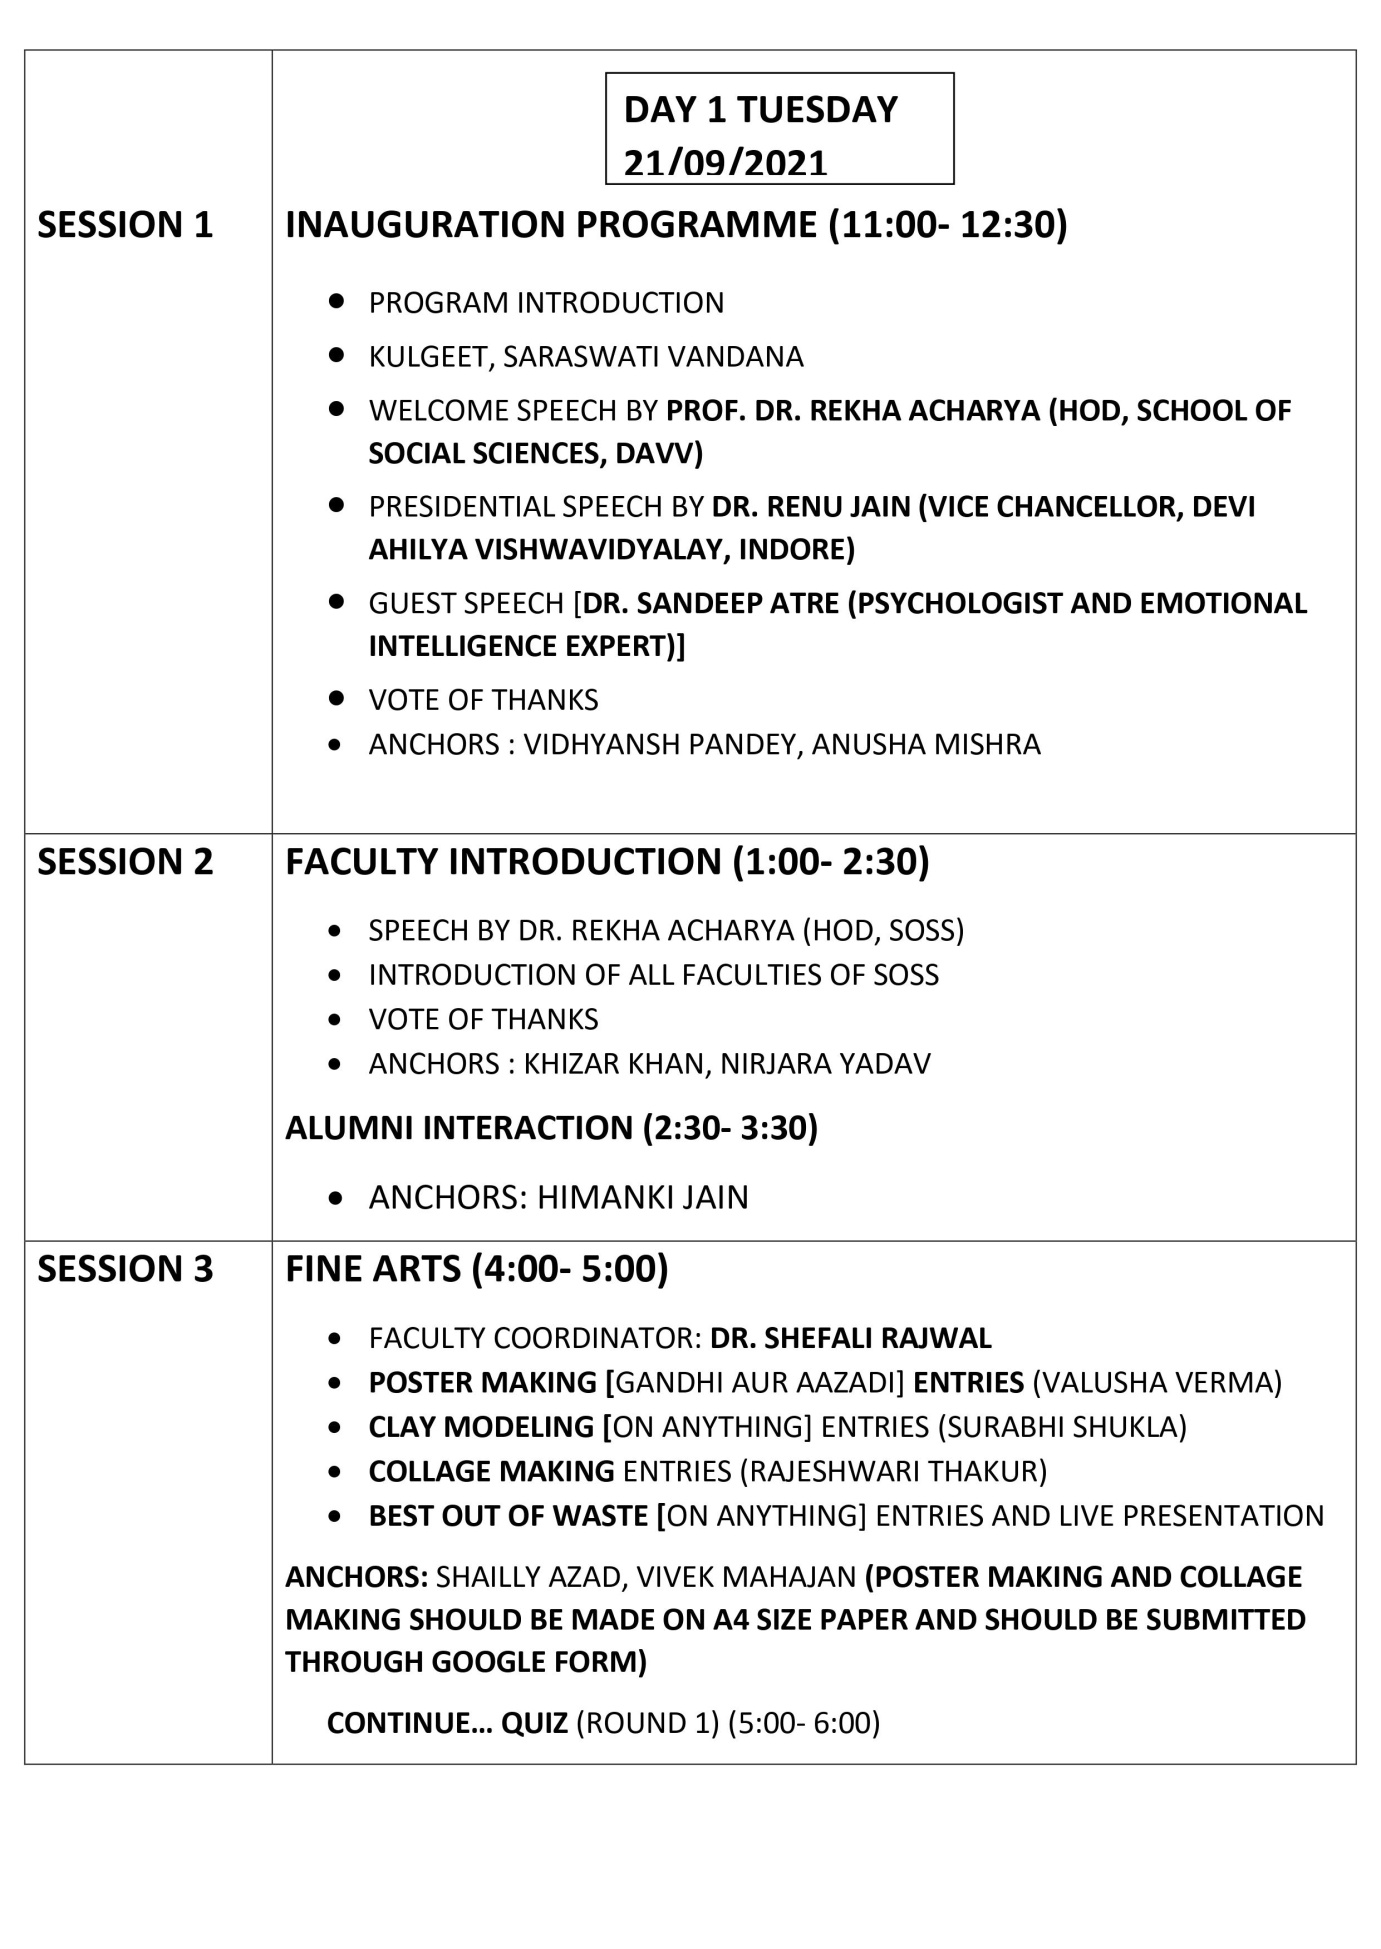 DAY 1 TUESDAY
21/09/2021
SESSION 1
INAUGURATION PROGRAMME (11:00- 12:30)
• PROGRAM INTRODUCTION
• KULGEET, SARASWATI VANDANA
• WELCOME SPEECH BY PROF. DR. REKHA ACHARYA (HOD, SCHOOL OF
SOCIAL SCIENCES, DAVV)
• PRESIDENTIAL SPEECH BY DR. RENU JAIN (VICE CHANCELLOR, DEVI
AHILYA VISHWAVIDYALAY, INDORE)
• GUEST SPEECH [DR. SANDEEP ATRE (PSYCHOLOGIST AND EMOTIONAL
INTELLIGENCE EXPERT)]
• VOTE OF THANKS
• ANCHORS : VIDHYANSH PANDEY, ANUSHA MISHRA
SESSION 2
FACULTY INTRODUCTION (1:00- 2:30)
• SPEECH BY DR. REKHA ACHARYA (HOD, SOSS)
• INTRODUCTION OF ALL FACULTIES OF SOSS
• VOTE OF THANKS
• ANCHORS : KHIZAR KHAN, NIRJARA YADAV
ALUMNI INTERACTION (2:30- 3:30)
• ANCHORS: HIMANKI JAIN
SESSION 3
FINE ARTS (4:00- 5:00)
• FACULTY COORDINATOR: DR. SHEFALI RAJWAL
• POSTER MAKING [GANDHI AUR AAZADI] ENTRIES (VALUSHA VERMA)
• CLAY MODELING [ON ANYTHING] ENTRIES (SURABHI SHUKLA)
• COLLAGE MAKING ENTRIES (RAJESHWARI THAKUR)
• BEST OUT OF WASTE [ON ANYTHING] ENTRIES AND LIVE PRESENTATION
ANCHORS: SHAILLY AZAD, VIVEK MAHAJAN (POSTER MAKING AND COLLAGE
MAKING SHOULD BE MADE ON A4 SIZE PAPER AND SHOULD BE SUBMITTED
THROUGH GOOGLE FORM)
CONTINUE... QUIZ (ROUND 1) (5:00- 6:00)